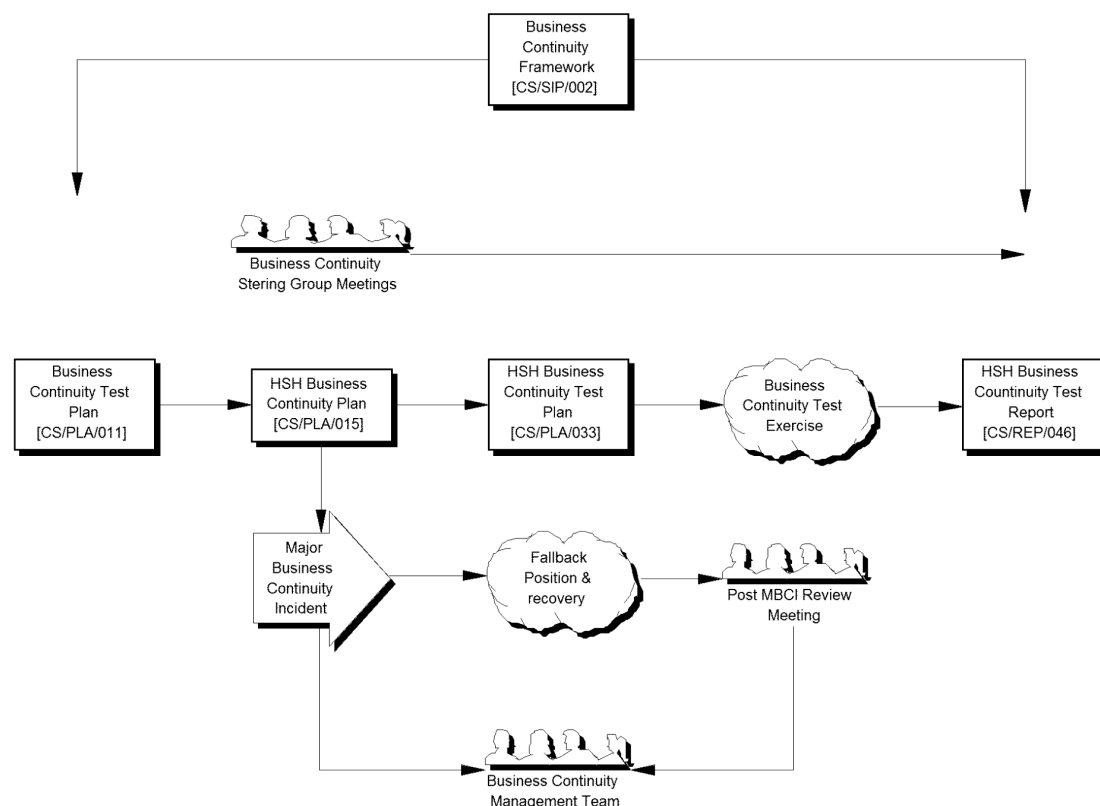 Business
Continuity
Framework
[CS/SIP/002]
Business Continuity
Stering Group Meetings
Business
Continuity Test
Plan
[CS/PLA/011]
HSH Business
Continuity Plan
[CS/PLA/015]
HSH Business
Continuity Test
Plan
[CS/PLA/033]
Business
Continuity Test
Exercise
HSH Business
Countinuity Test
Report
[CS/REP/046]
Major
Business
Continuity
Incident
Fallback
Position &
recovery
Post MBCI Review
Meeting
Business Continuity
Management Team